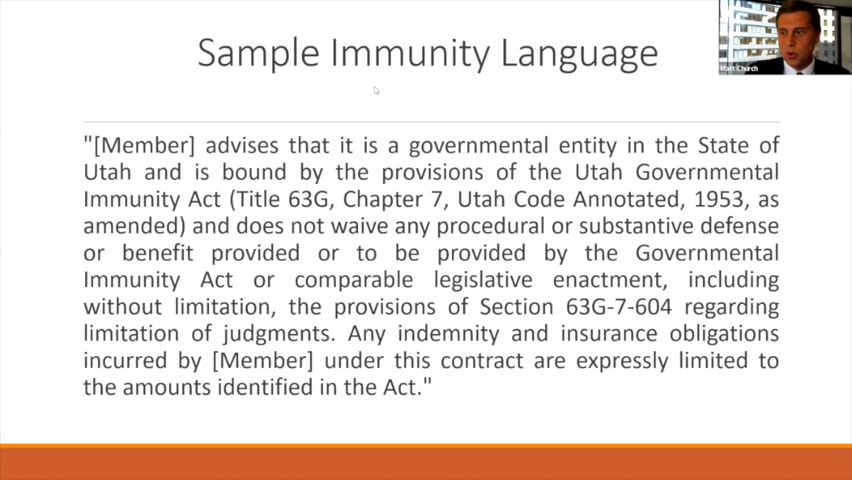 Sample Immunity Language
Matt Church
"[Member] advises that it is a governmental entity in the State of
Utah and is bound by the provisions of the Utah Governmental
Immunity Act (Title 63G, Chapter 7, Utah Code Annotated, 1953, as
amended) and does not waive any procedural or substantive defense
or benefit provided or to be provided by the Governmental
Immunity Act or comparable legislative enactment, including
without limitation, the provisions of Section 63G-7-604 regarding
limitation of judgments. Any indemnity and insurance obligations
incurred by [Member] under this contract are expressly limited to
the amounts identified in the Act."